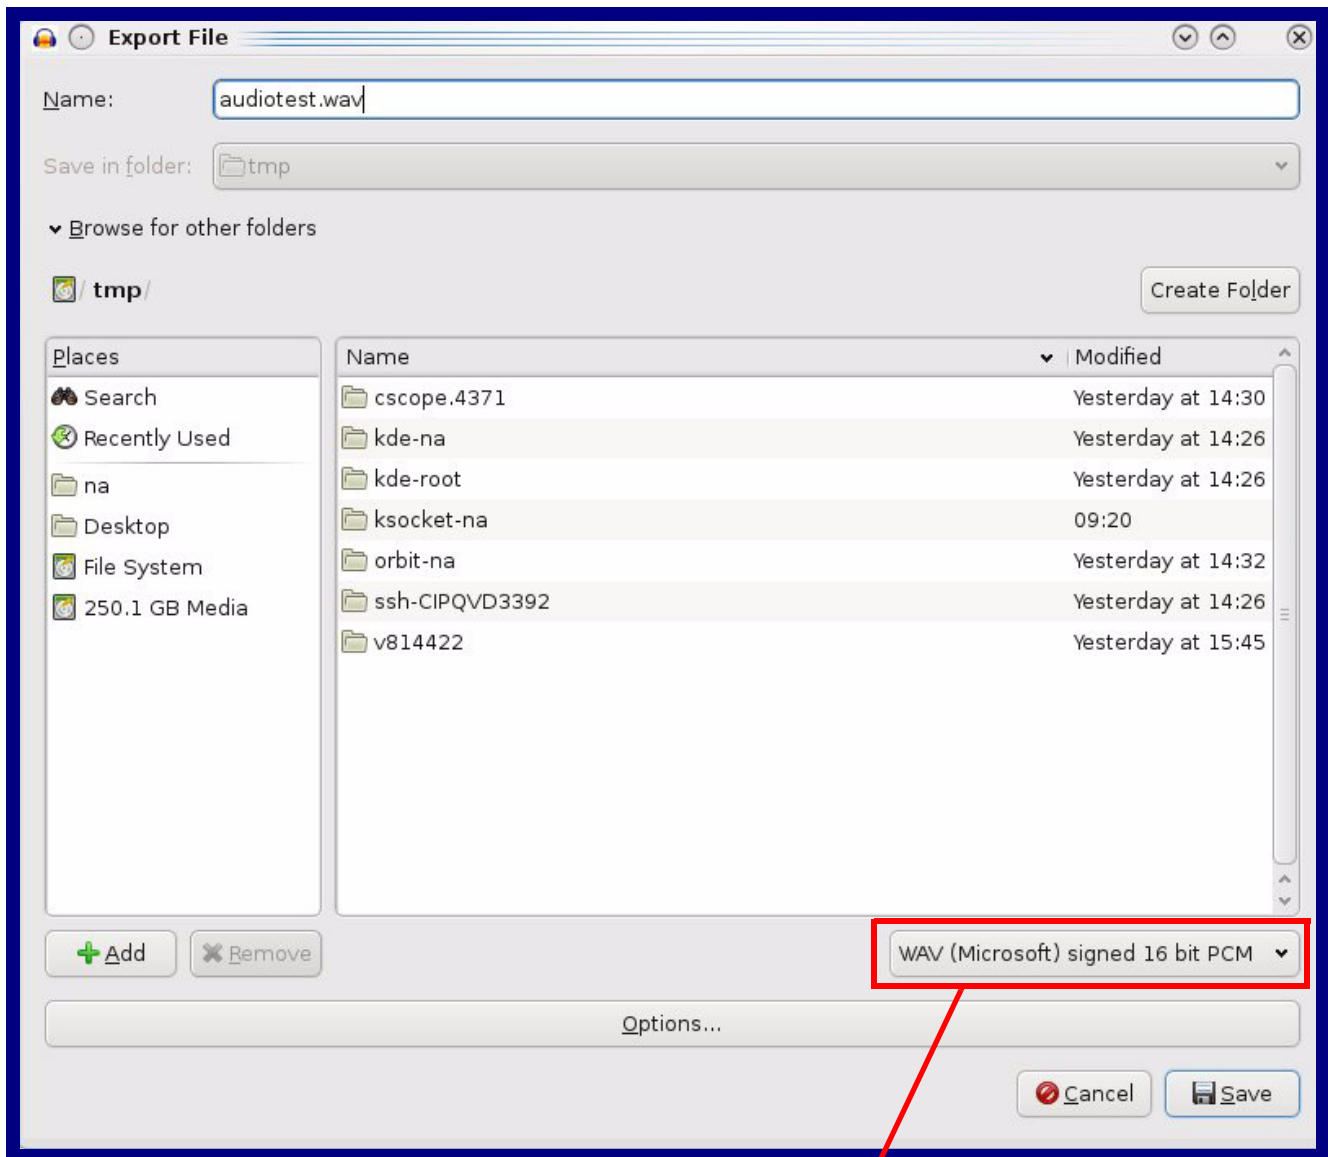 Export File
Name: audiotest.wav
Save in folder: tmp
Browse for other folders
/ tmp/
Create Folder
Places Name Modified
Search cscope.4371 Yesterday at 14:30
Recently Used kde-na Yesterday at 14:26
na kde-root Yesterday at 14:26
Desktop ksocket-na 09:20
File System orbit-na Yesterday at 14:32
250.1 GB Media ssh-CIPQVD3392 Yesterday at 14:26
v814422 Yesterday at 15:45
Add Remove WAV (Microsoft) signed 16 bit PCM
Options...
Cancel Save